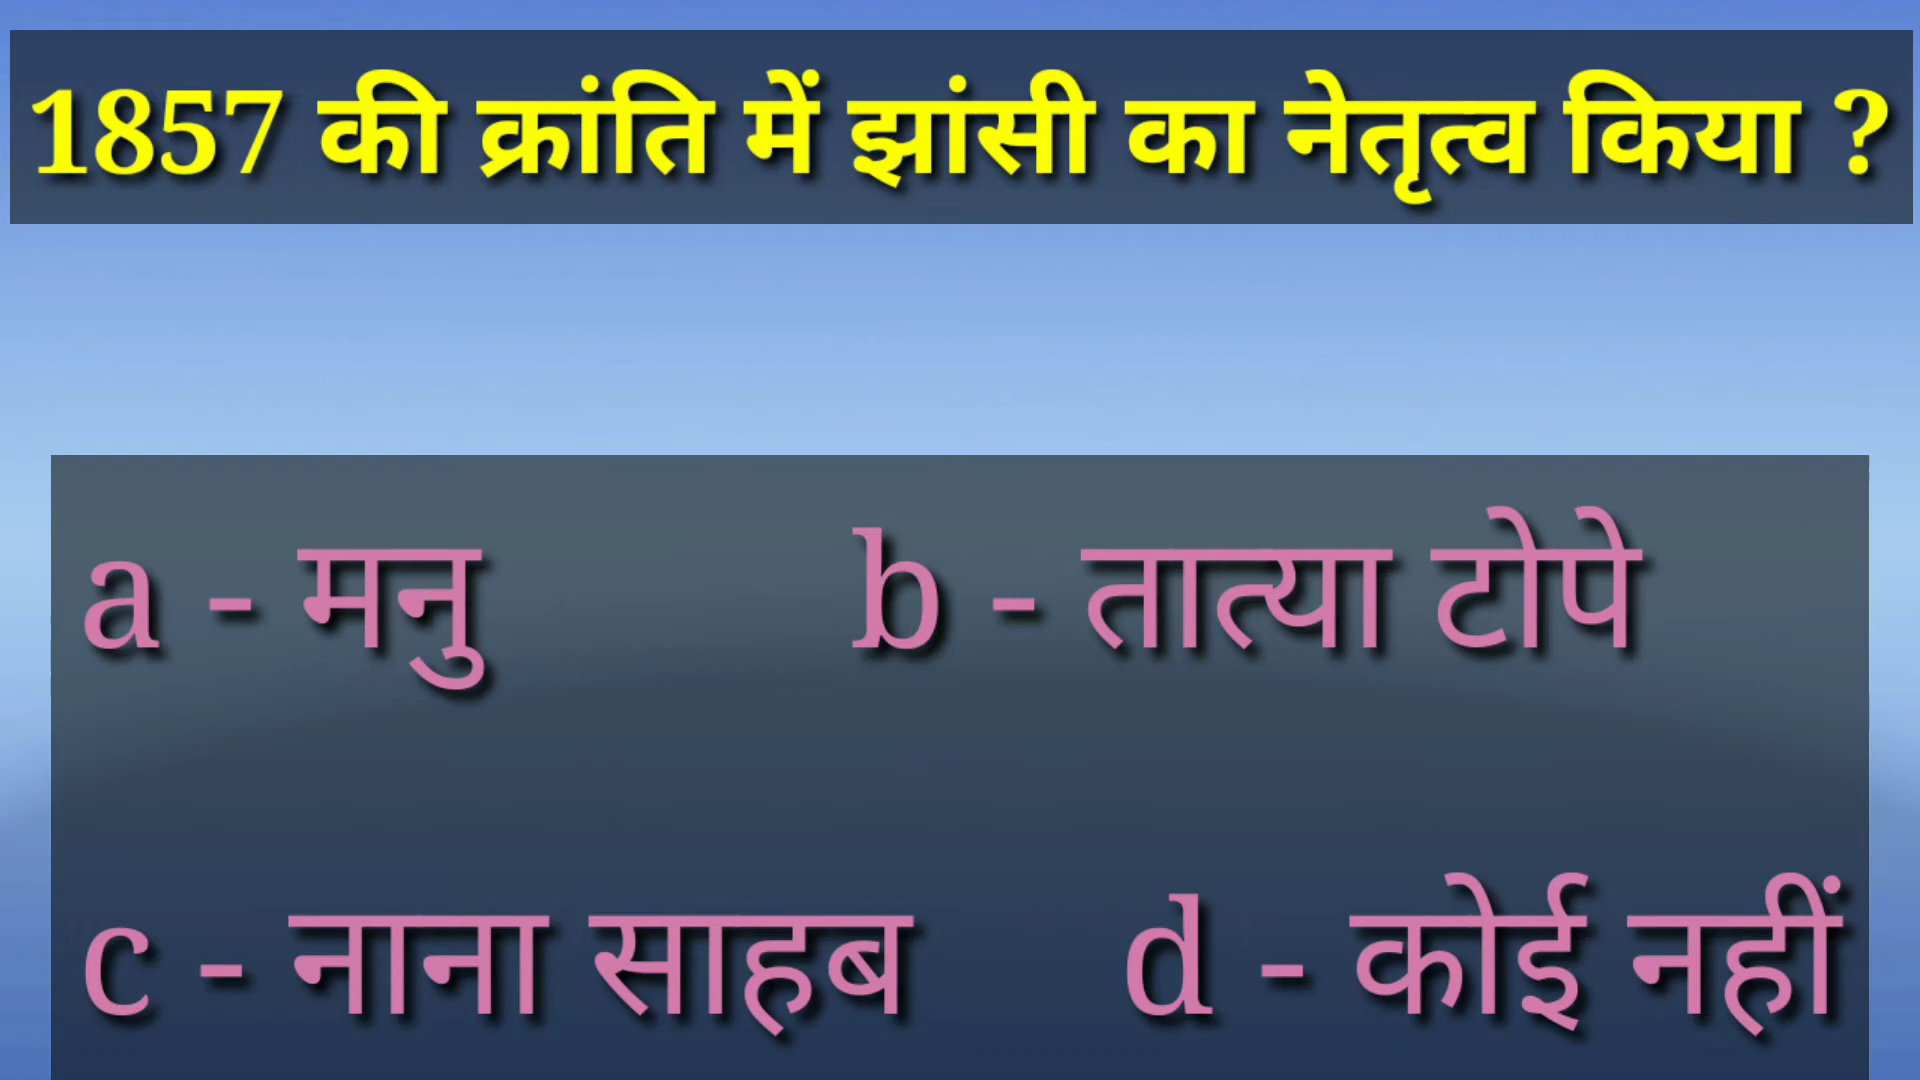 1857 की क्रांति में झांसी का नेतृत्व किया ?
a - मनु b - तात्या टोपे
c - नाना साहब d - कोई नहीं